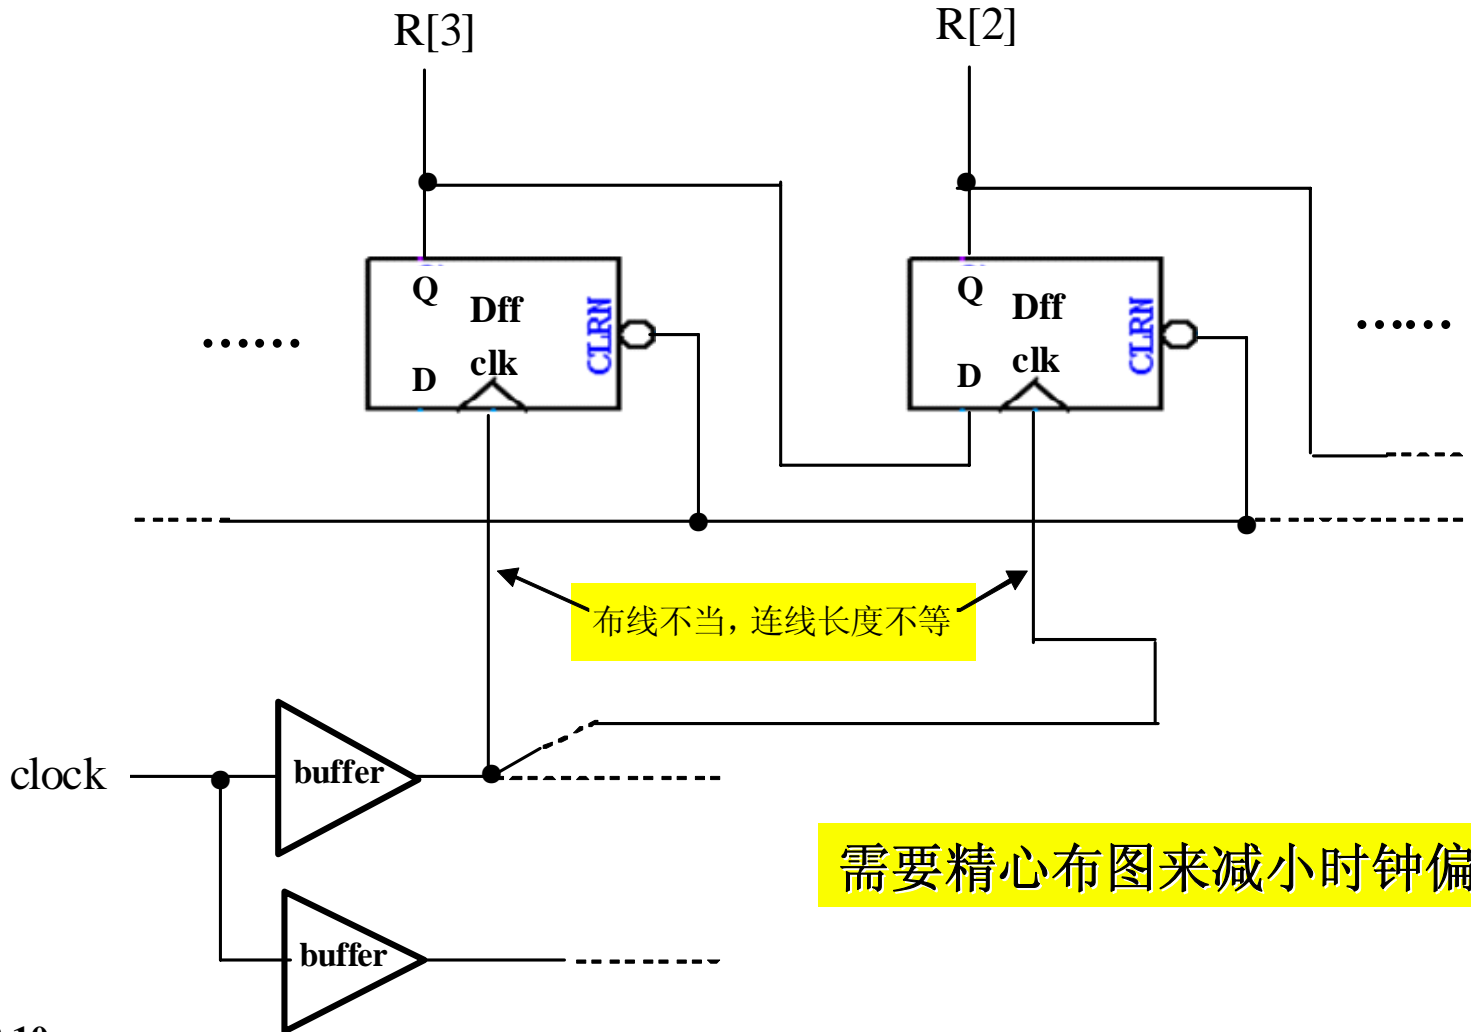 R[3]
R[2]
Q
Dff
CLRN
clk
D
Q
Dff
CLRN
clk
D
......
......
布线不当，连线长度不等
clock
buffer
需要精心布图来减小时钟偏
buffer
10